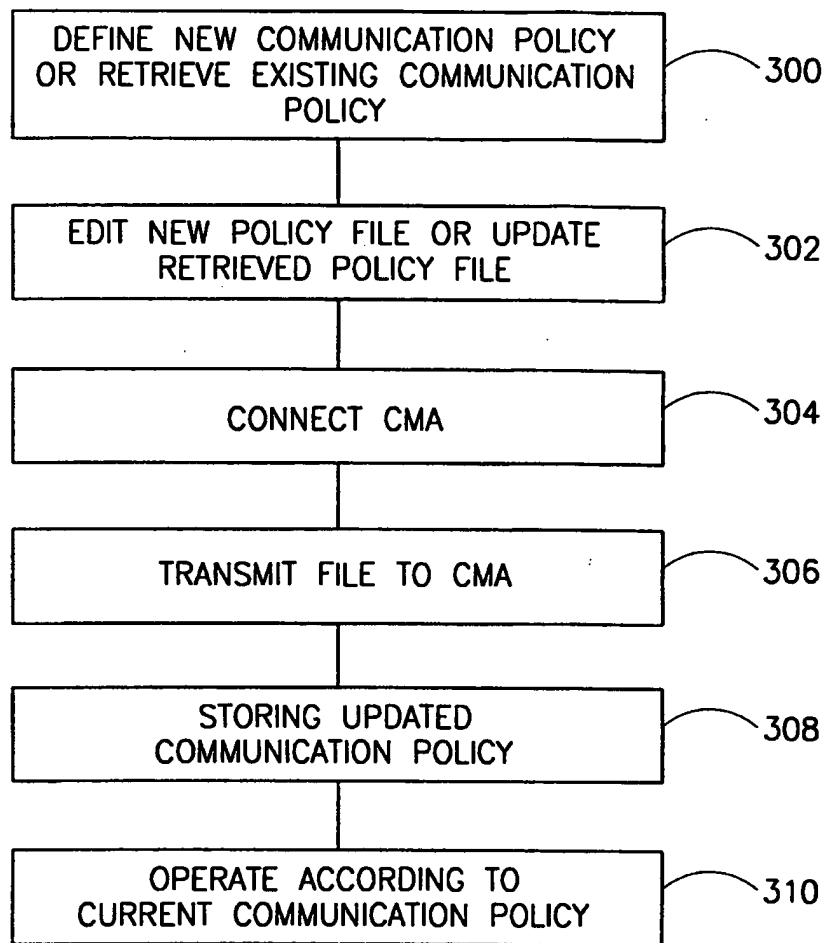 DEFINE NEW COMMUNICATION POLICY
OR RETRIEVE EXISTING COMMUNICATION
POLICY
300
EDIT NEW POLICY FILE OR UPDATE
RETRIEVED POLICY FILE
302
CONNECT CMA
304
TRANSMIT FILE TO CMA
306
STORING UPDATED
COMMUNICATION POLICY
308
OPERATE ACCORDING TO
CURRENT COMMUNICATION POLICY
310